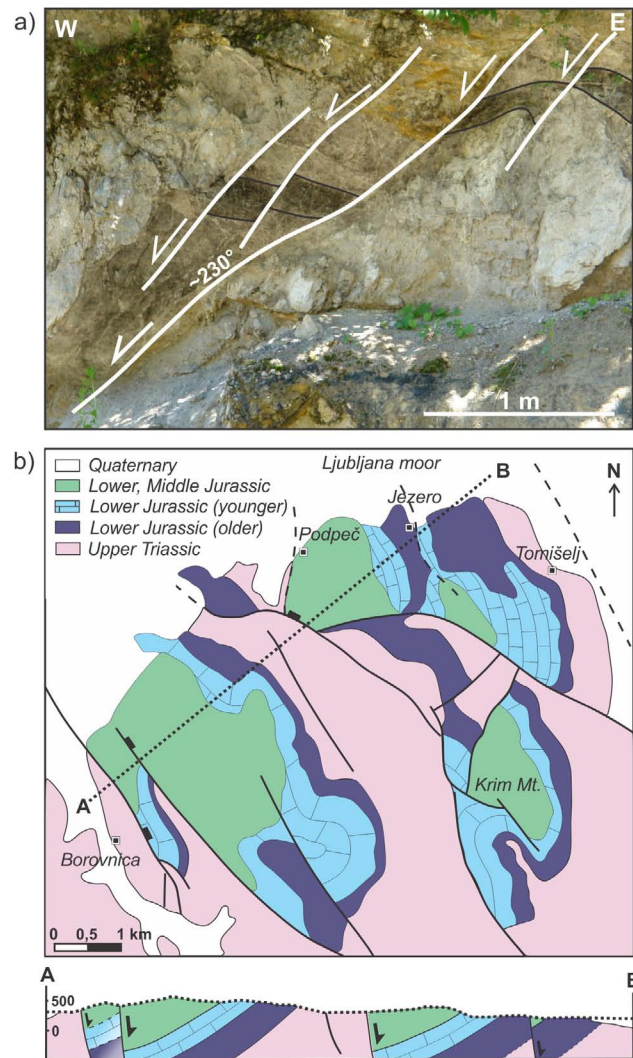 a)
W
E
~230°
1 m
b)
Quaternary
Lower, Middle Jurassic
Lower Jurassic (younger)
Lower Jurassic (older)
Upper Triassic
Ljubljana moor
B
N
Jezero
Podpeč
Tomišelj
Krim Mt.
A
Borovnica
0 0,5 1 km
A
B
500
0